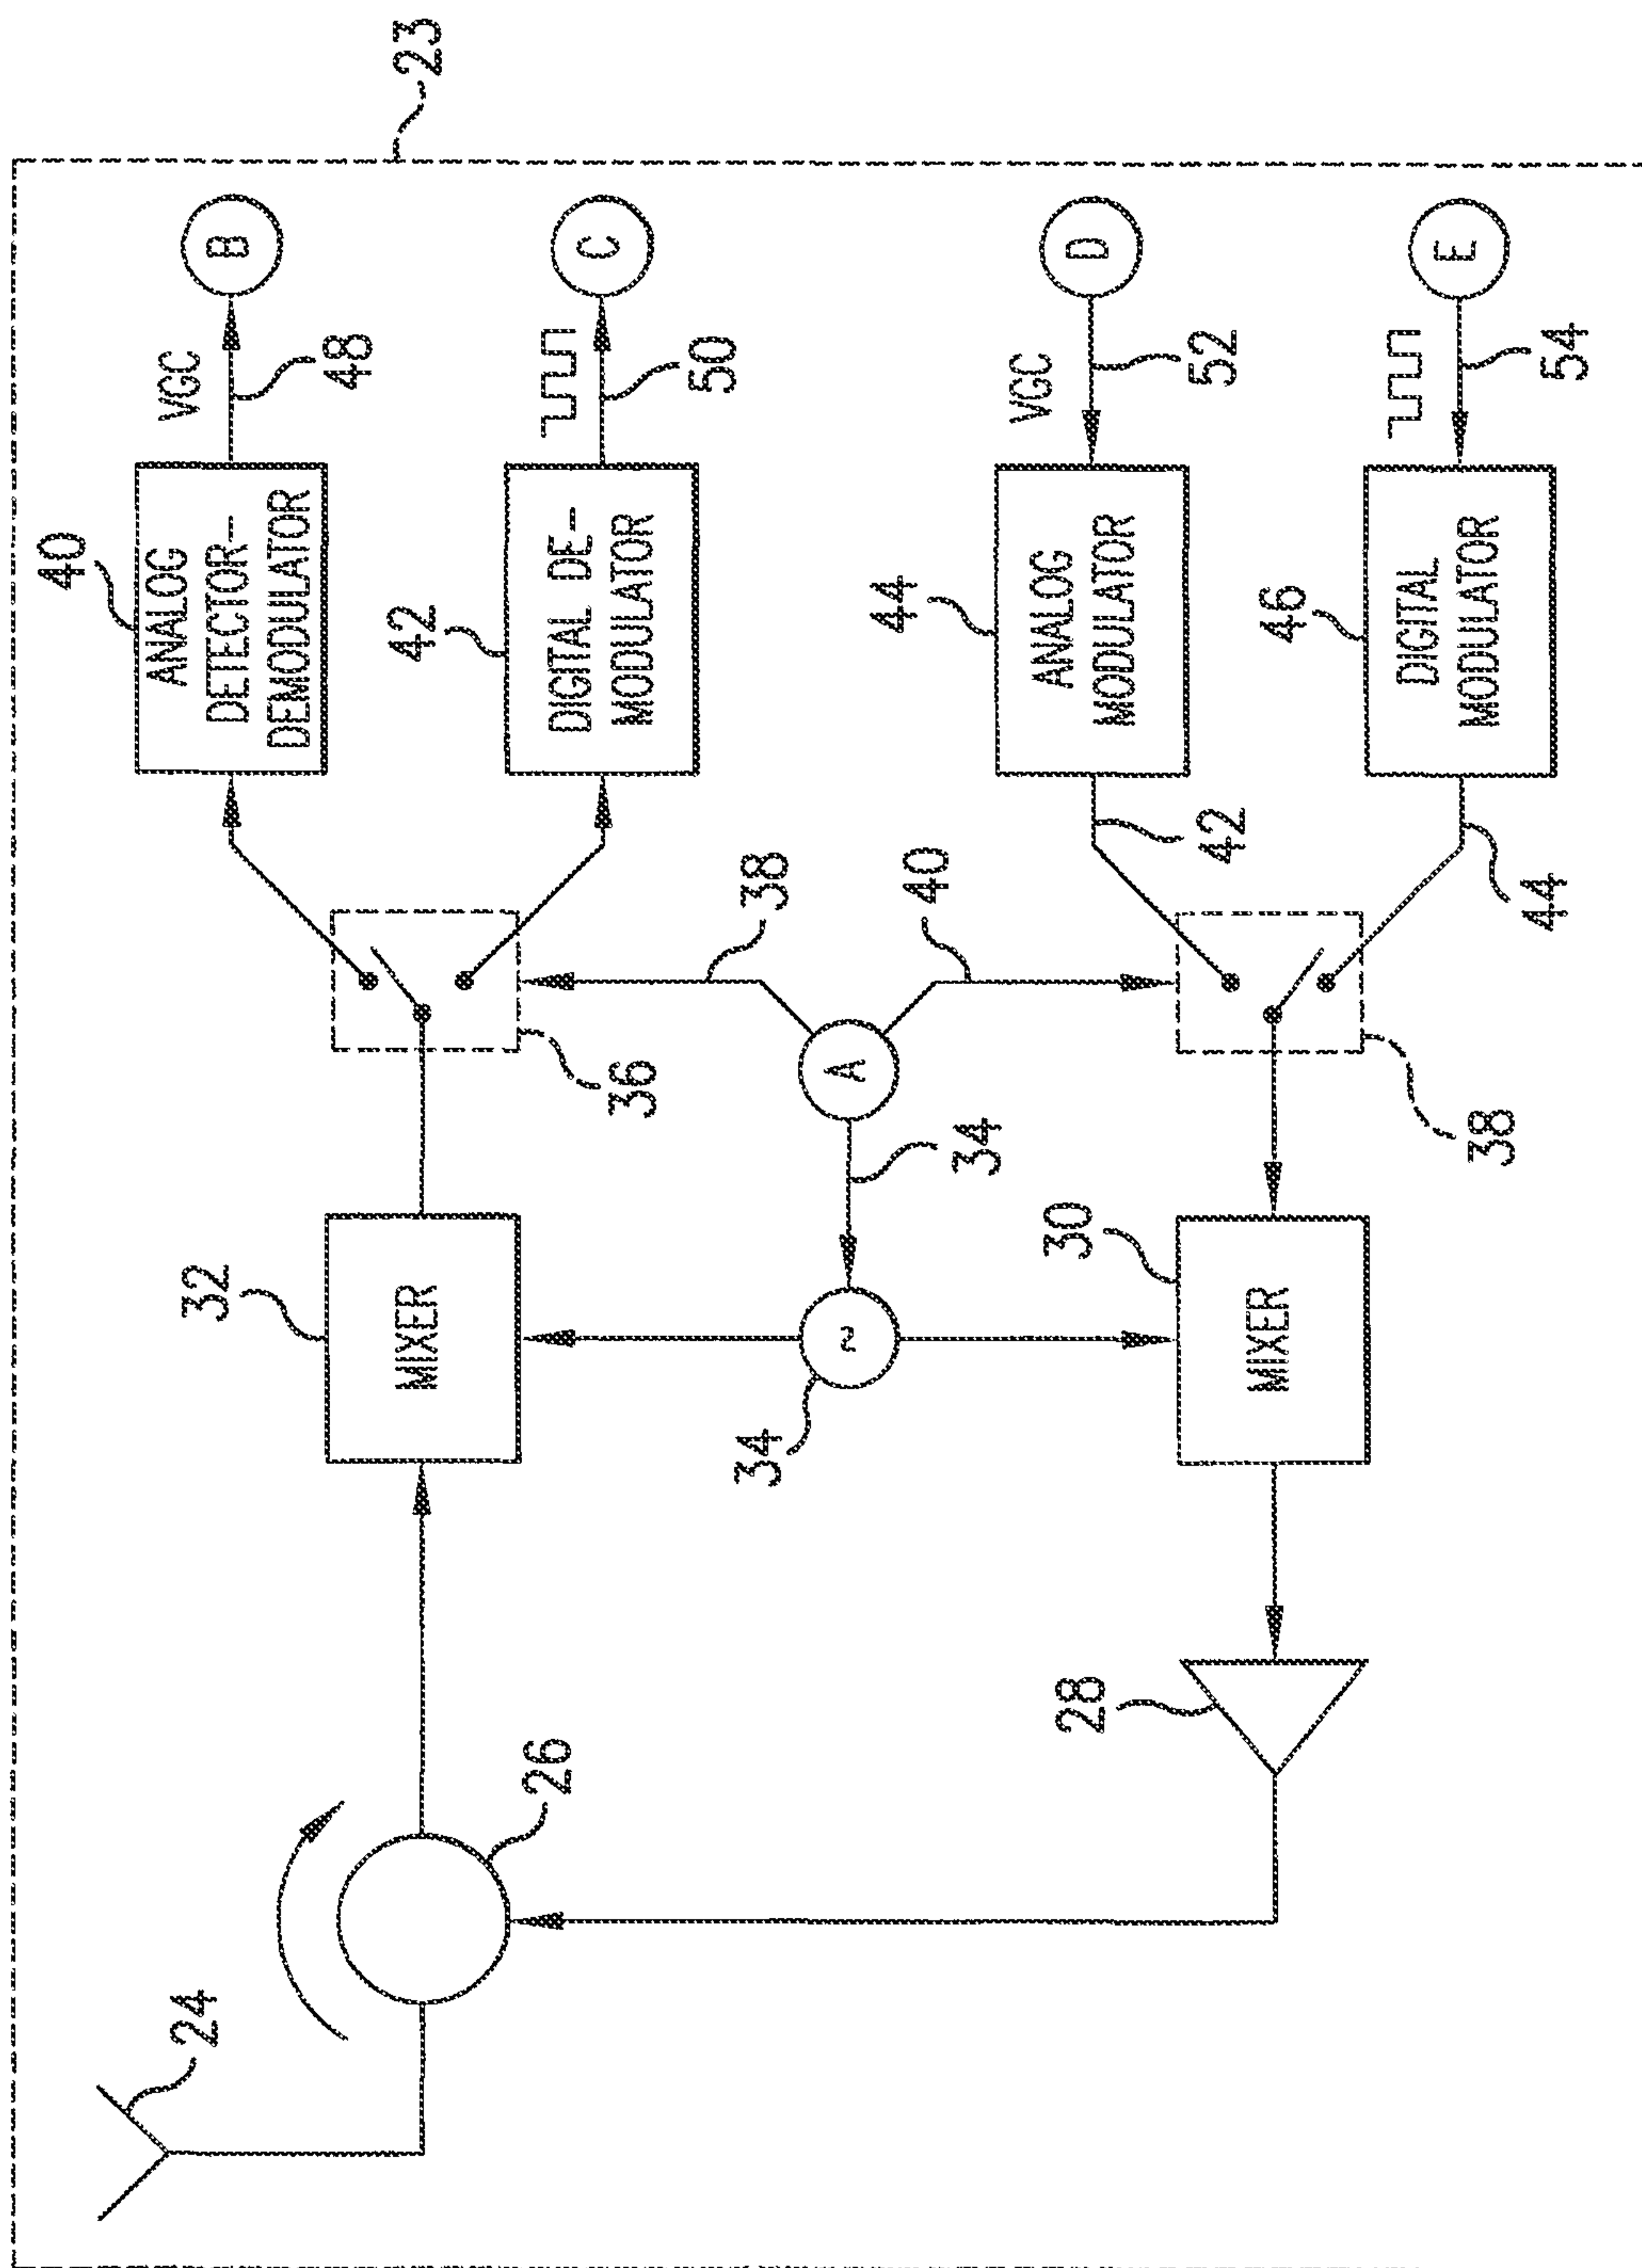 40
24
32
ANALOG
DETECTOR-
DEMODULATOR
VGC
B
48
MIXER
42
23
26
DIGITAL DE-
MODULATOR
C
36
50
34
38
2
A
44
40
34
ANALOG
MODULATOR
VGC
D
28
30
42
52
MIXER
46
DIGITAL
MODULATOR
E
38
44
54